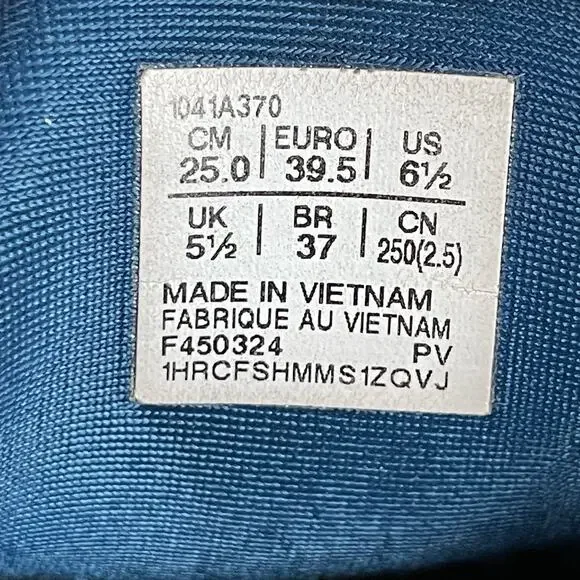 1041A370
CM | EURO | US
25.0 | 39.5 | 6½
UK | BR | CN
5½ | 37 | 250(2.5)
MADE IN VIETNAM
FABRIQUE AU VIETNAM
F450324 PV
1HRCFSHMMS1ZQVJ